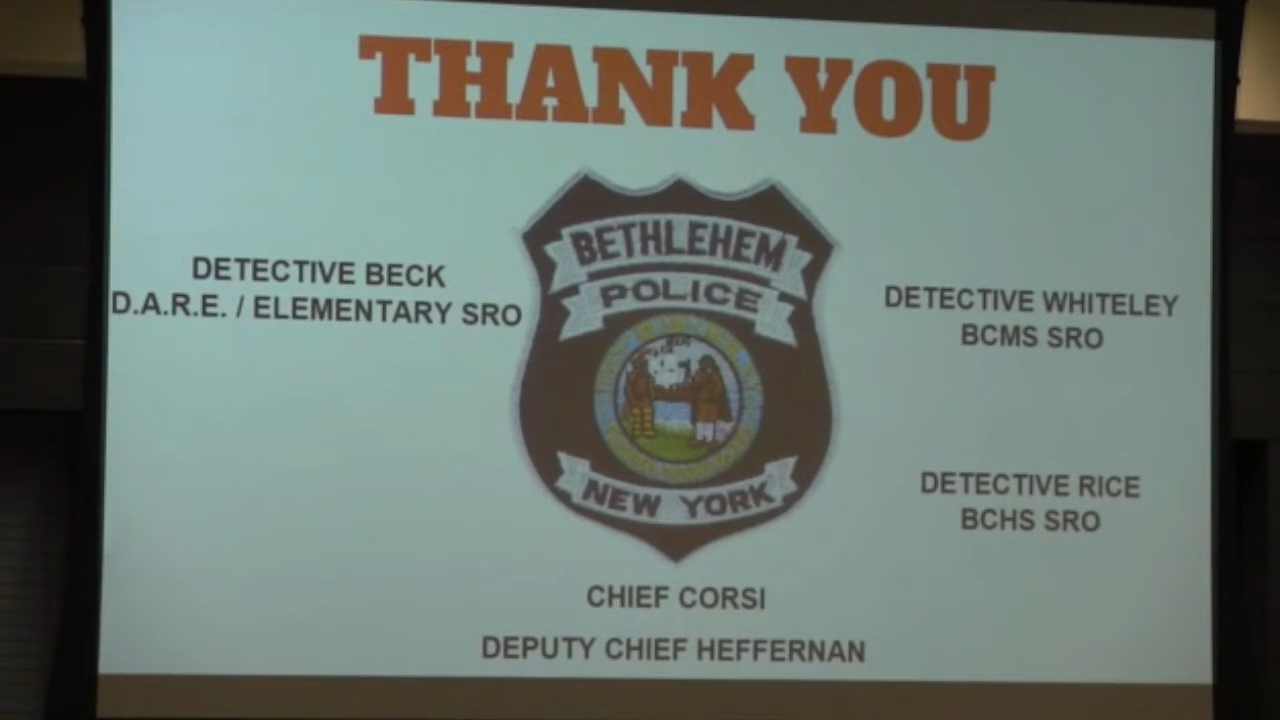 THANK YOU
BETHLEHEM
POLICE
NEW YORK
DETECTIVE BECK
D.A.R.E. / ELEMENTARY SRO
DETECTIVE WHITELEY
BCMS SRO
DETECTIVE RICE
BCHS SRO
CHIEF CORSI
DEPUTY CHIEF HEFFERNAN